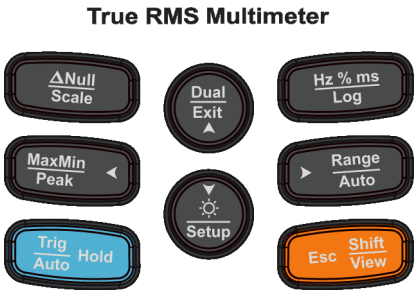 True RMS Multimeter
ΔNull
Scale
Dual
Exit
Hz % ms
Log
MaxMin
Peak
Range
Auto
Setup
Trig
Auto Hold
Esc Shift
View